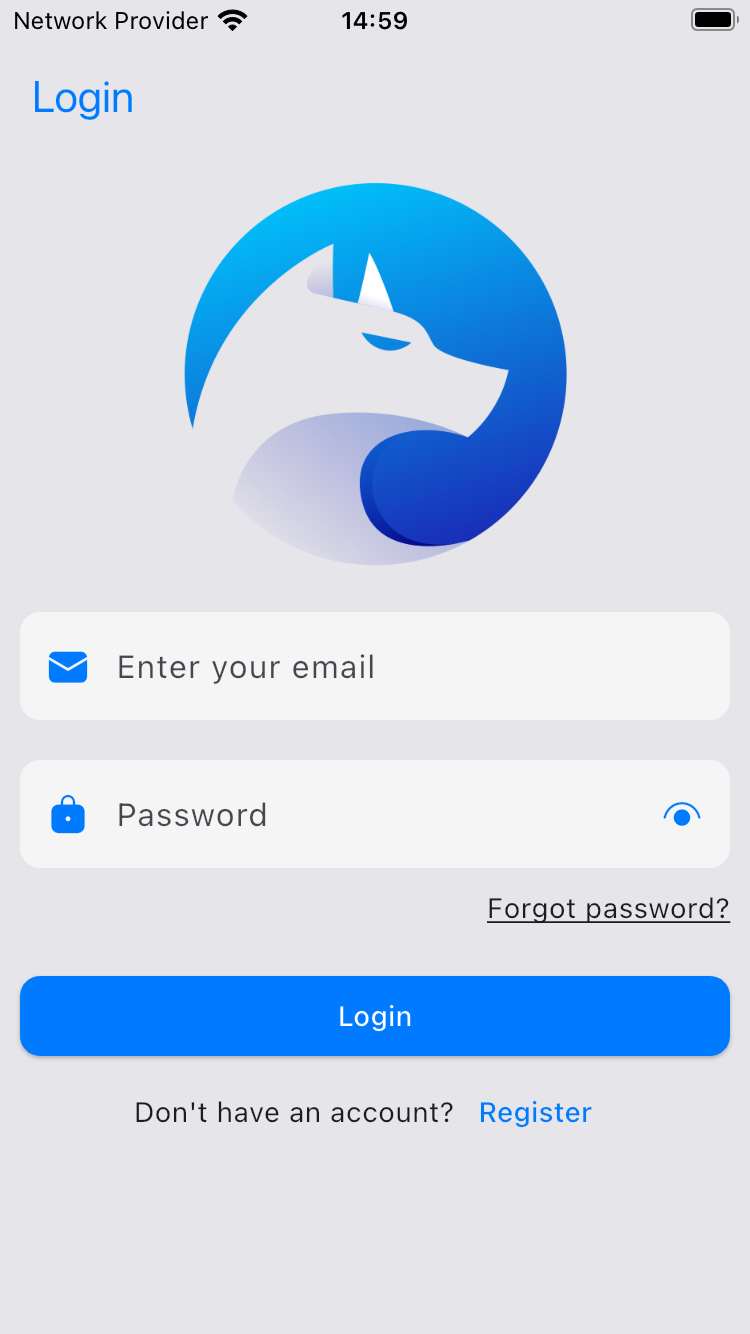 Network Provider 14:59
Login
Enter your email
Password
Forgot password?
Login
Don't have an account? Register